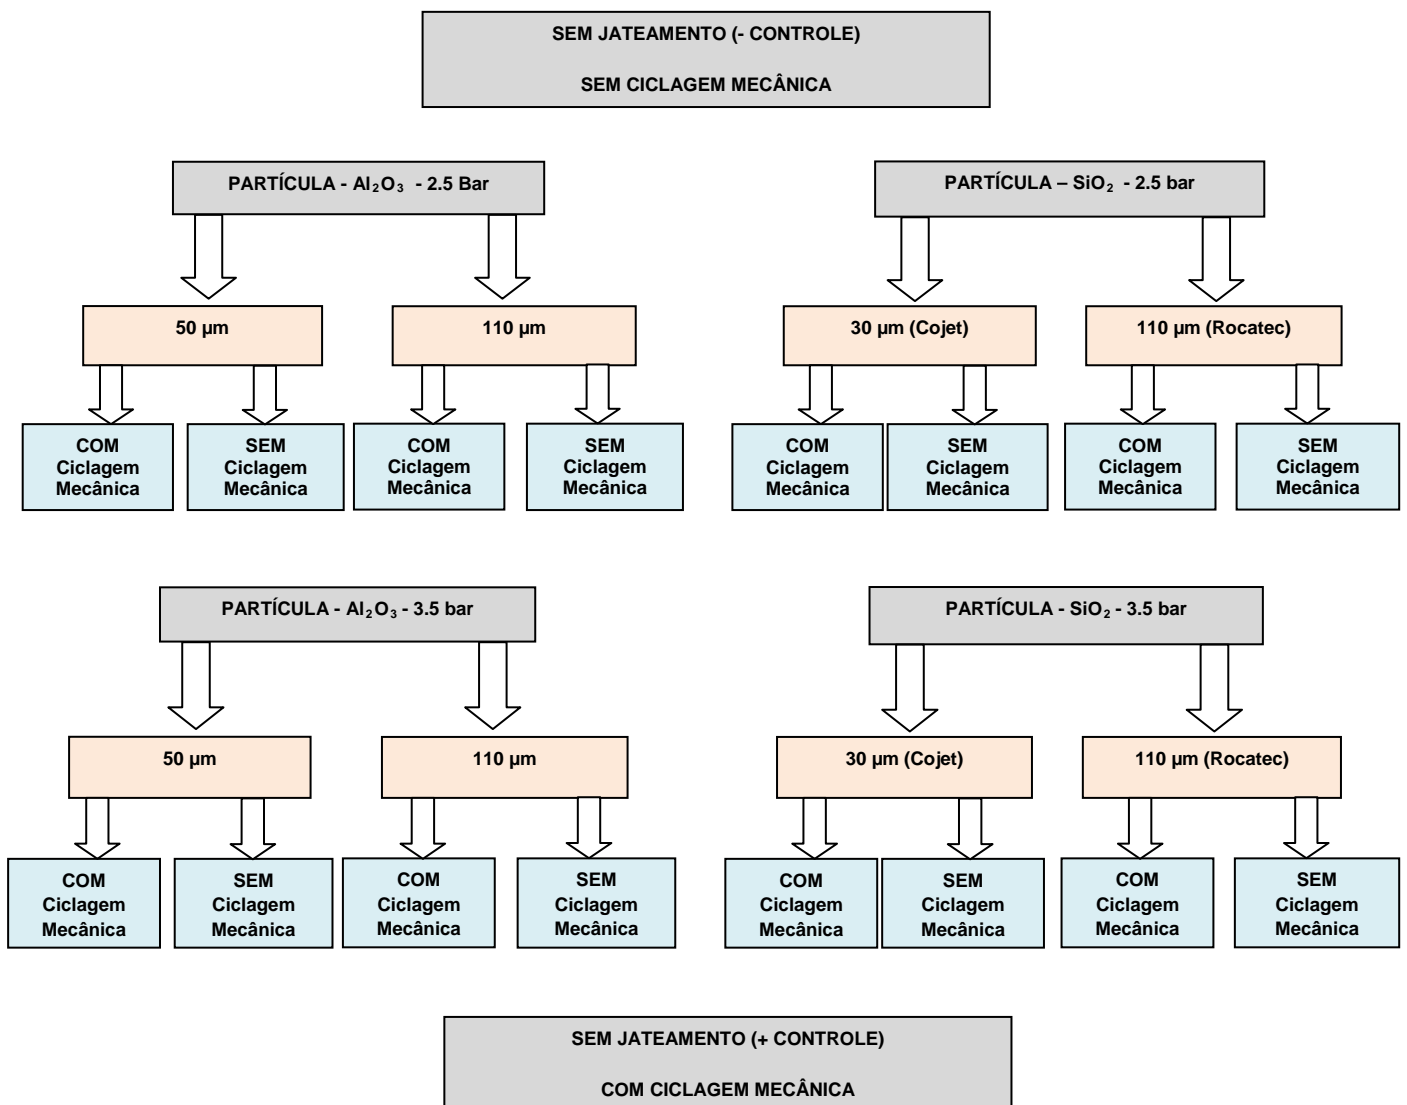 SEM JATEAMENTO (- CONTROLE)
SEM CICLAGEM MECÂNICA
PARTÍCULA - Al₂O₃ - 2.5 Bar
PARTÍCULA – SiO₂ - 2.5 bar
50 µm
110 µm
30 µm (Cojet)
110 µm (Rocatec)
COM
Ciclagem
Mecânica
SEM
Ciclagem
Mecânica
COM
Ciclagem
Mecânica
SEM
Ciclagem
Mecânica
COM
Ciclagem
Mecânica
SEM
Ciclagem
Mecânica
COM
Ciclagem
Mecânica
SEM
Ciclagem
Mecânica
PARTÍCULA - Al₂O₃ - 3.5 bar
PARTÍCULA - SiO₂ - 3.5 bar
50 µm
110 µm
30 µm (Cojet)
110 µm (Rocatec)
COM
Ciclagem
Mecânica
SEM
Ciclagem
Mecânica
COM
Ciclagem
Mecânica
SEM
Ciclagem
Mecânica
COM
Ciclagem
Mecânica
SEM
Ciclagem
Mecânica
COM
Ciclagem
Mecânica
SEM
Ciclagem
Mecânica
SEM JATEAMENTO (+ CONTROLE)
COM CICLAGEM MECÂNICA